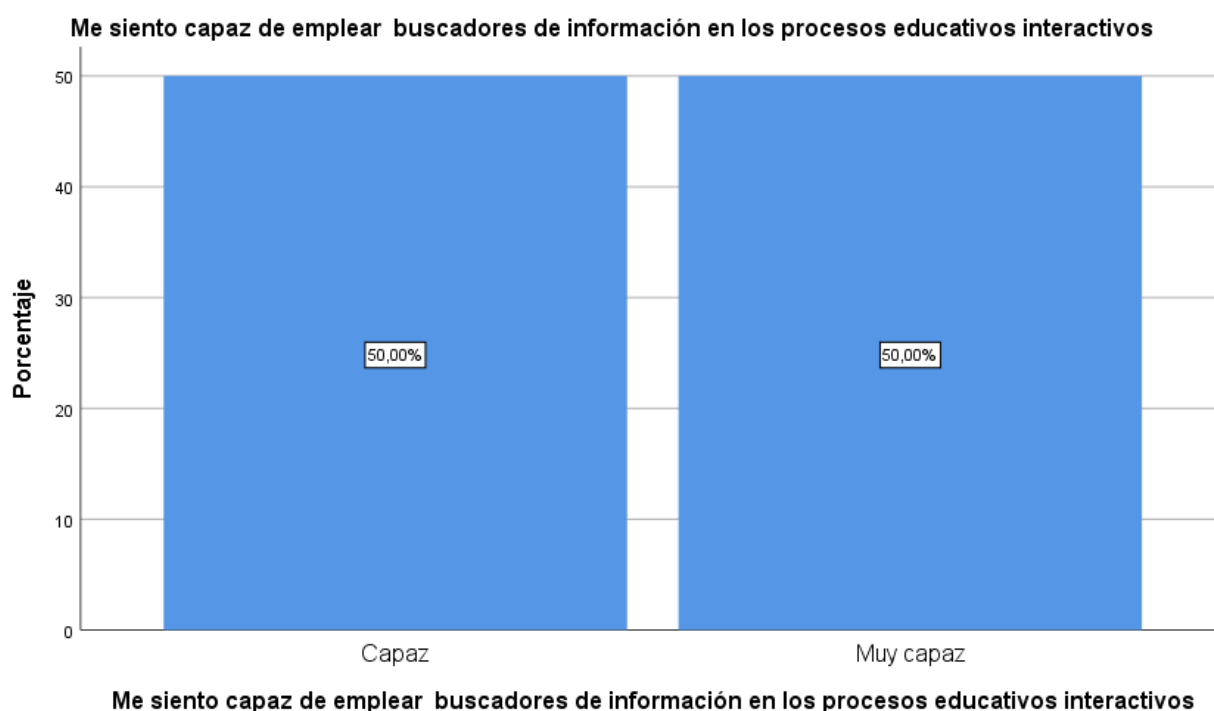 Me siento capaz de emplear  buscadores de información en los procesos educativos interactivos
50
40
30
20
10
0
Porcentaje
50,00%
50,00%
Capaz
Muy capaz
Me siento capaz de emplear  buscadores de información en los procesos educativos interactivos